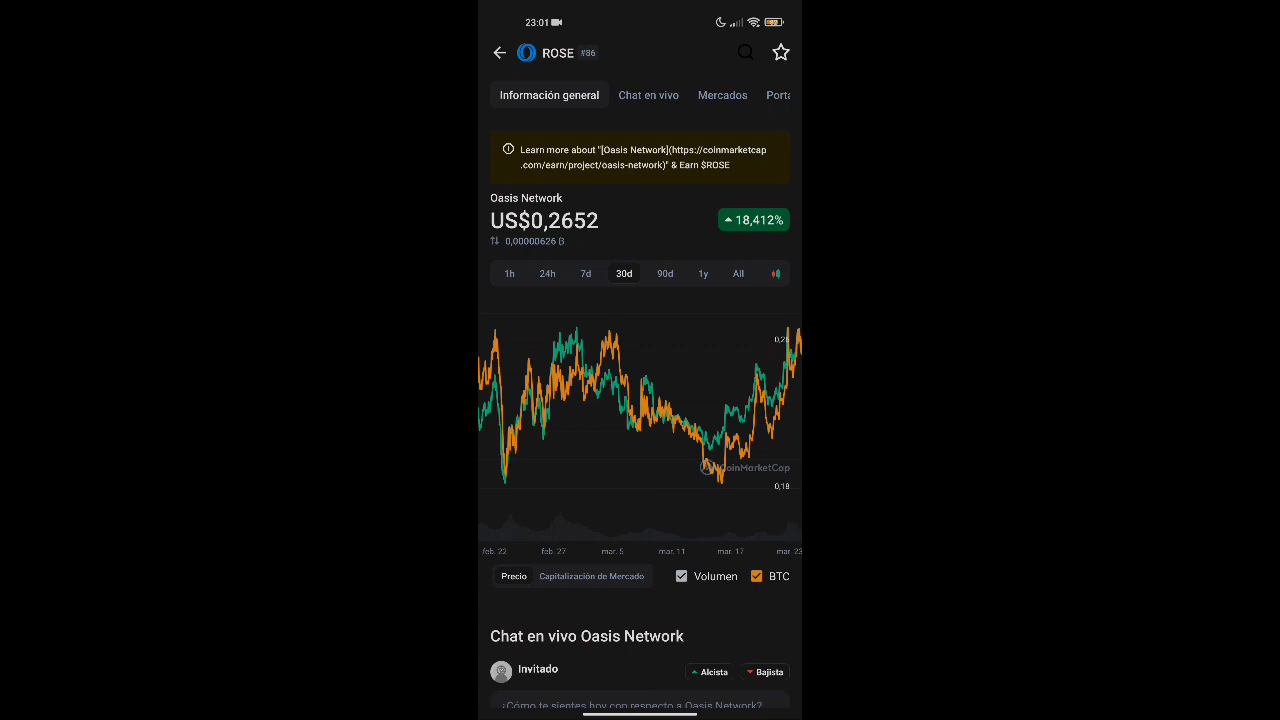 23:01
ROSE #86
Información general Chat en vivo Mercados Porta
Learn more about "[Oasis Network](https://coinmarketcap
.com/earn/project/oasis-network)" & Earn $ROSE
Oasis Network
US$0,2652 18,412%
0,00000626 B
1h 24h 7d 30d 90d 1y All
0,26
CoinMarketCap
0,18
feb. 22 feb. 27 mar. 5 mar. 11 mar. 17 mar. 23
Precio Capitalización de Mercado Volumen BTC
Chat en vivo Oasis Network
Invitado Alcista Bajista
¿Cómo te sientes hoy con respecto a Oasis Network?